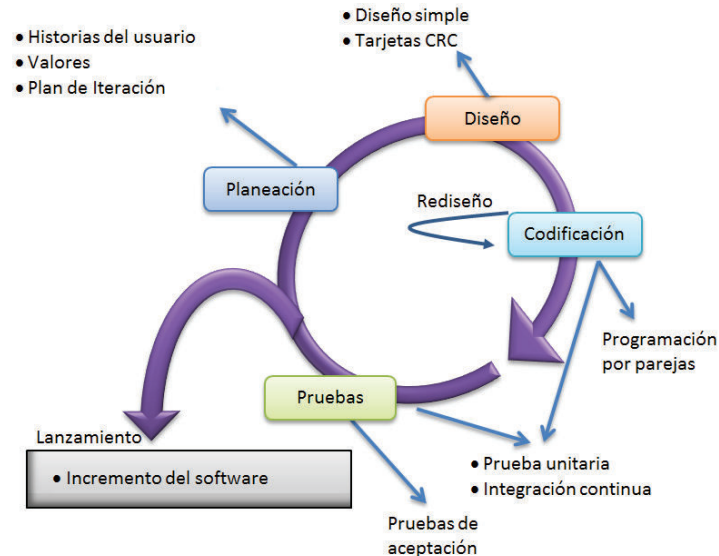 • Diseño simple
• Tarjetas CRC
• Historias del usuario
• Valores
• Plan de Iteración
Diseño
Planeación
Rediseño
Codificación
Programación
por parejas
Pruebas
Lanzamiento
• Incremento del software
• Prueba unitaria
• Integración continua
Pruebas de
aceptación